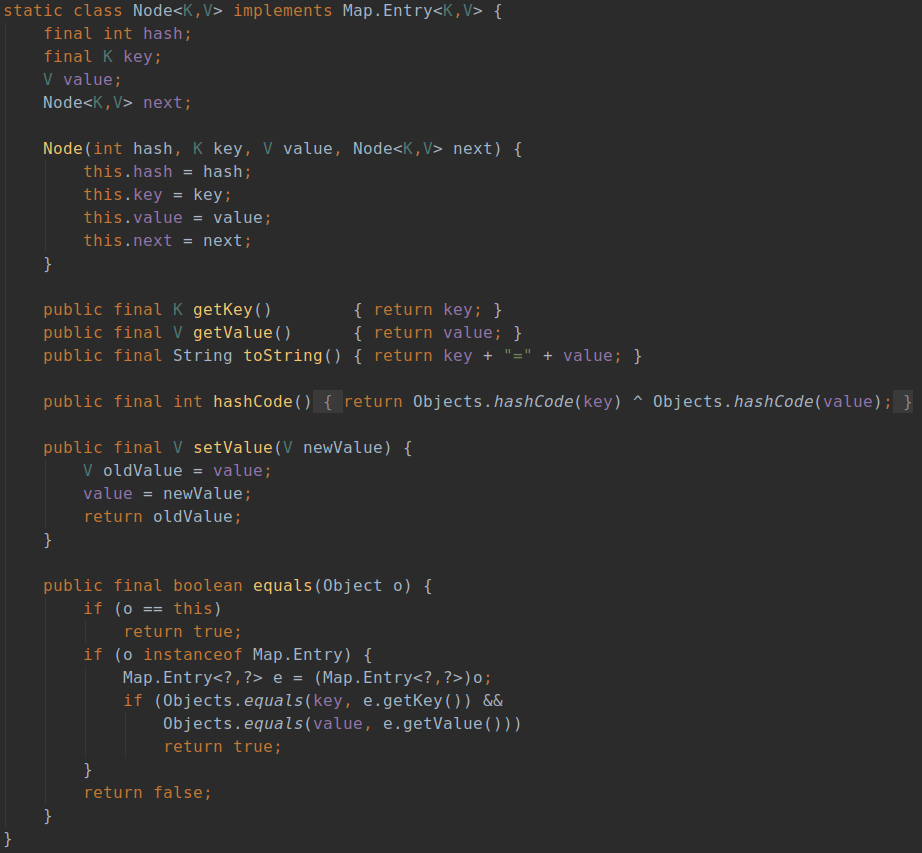 static class Node<K,V> implements Map.Entry<K,V> {
    final int hash;
    final K key;
    V value;
    Node<K,V> next;

    Node(int hash, K key, V value, Node<K,V> next) {
        this.hash = hash;
        this.key = key;
        this.value = value;
        this.next = next;
    }

    public final K getKey()        { return key; }
    public final V getValue()      { return value; }
    public final String toString() { return key + "=" + value; }

    public final int hashCode() { return Objects.hashCode(key) ^ Objects.hashCode(value); }

    public final V setValue(V newValue) {
        V oldValue = value;
        value = newValue;
        return oldValue;
    }

    public final boolean equals(Object o) {
        if (o == this)
            return true;
        if (o instanceof Map.Entry) {
            Map.Entry<?,?> e = (Map.Entry<?,?>)o;
            if (Objects.equals(key, e.getKey()) &&
                Objects.equals(value, e.getValue()))
                return true;
        }
        return false;
    }
}